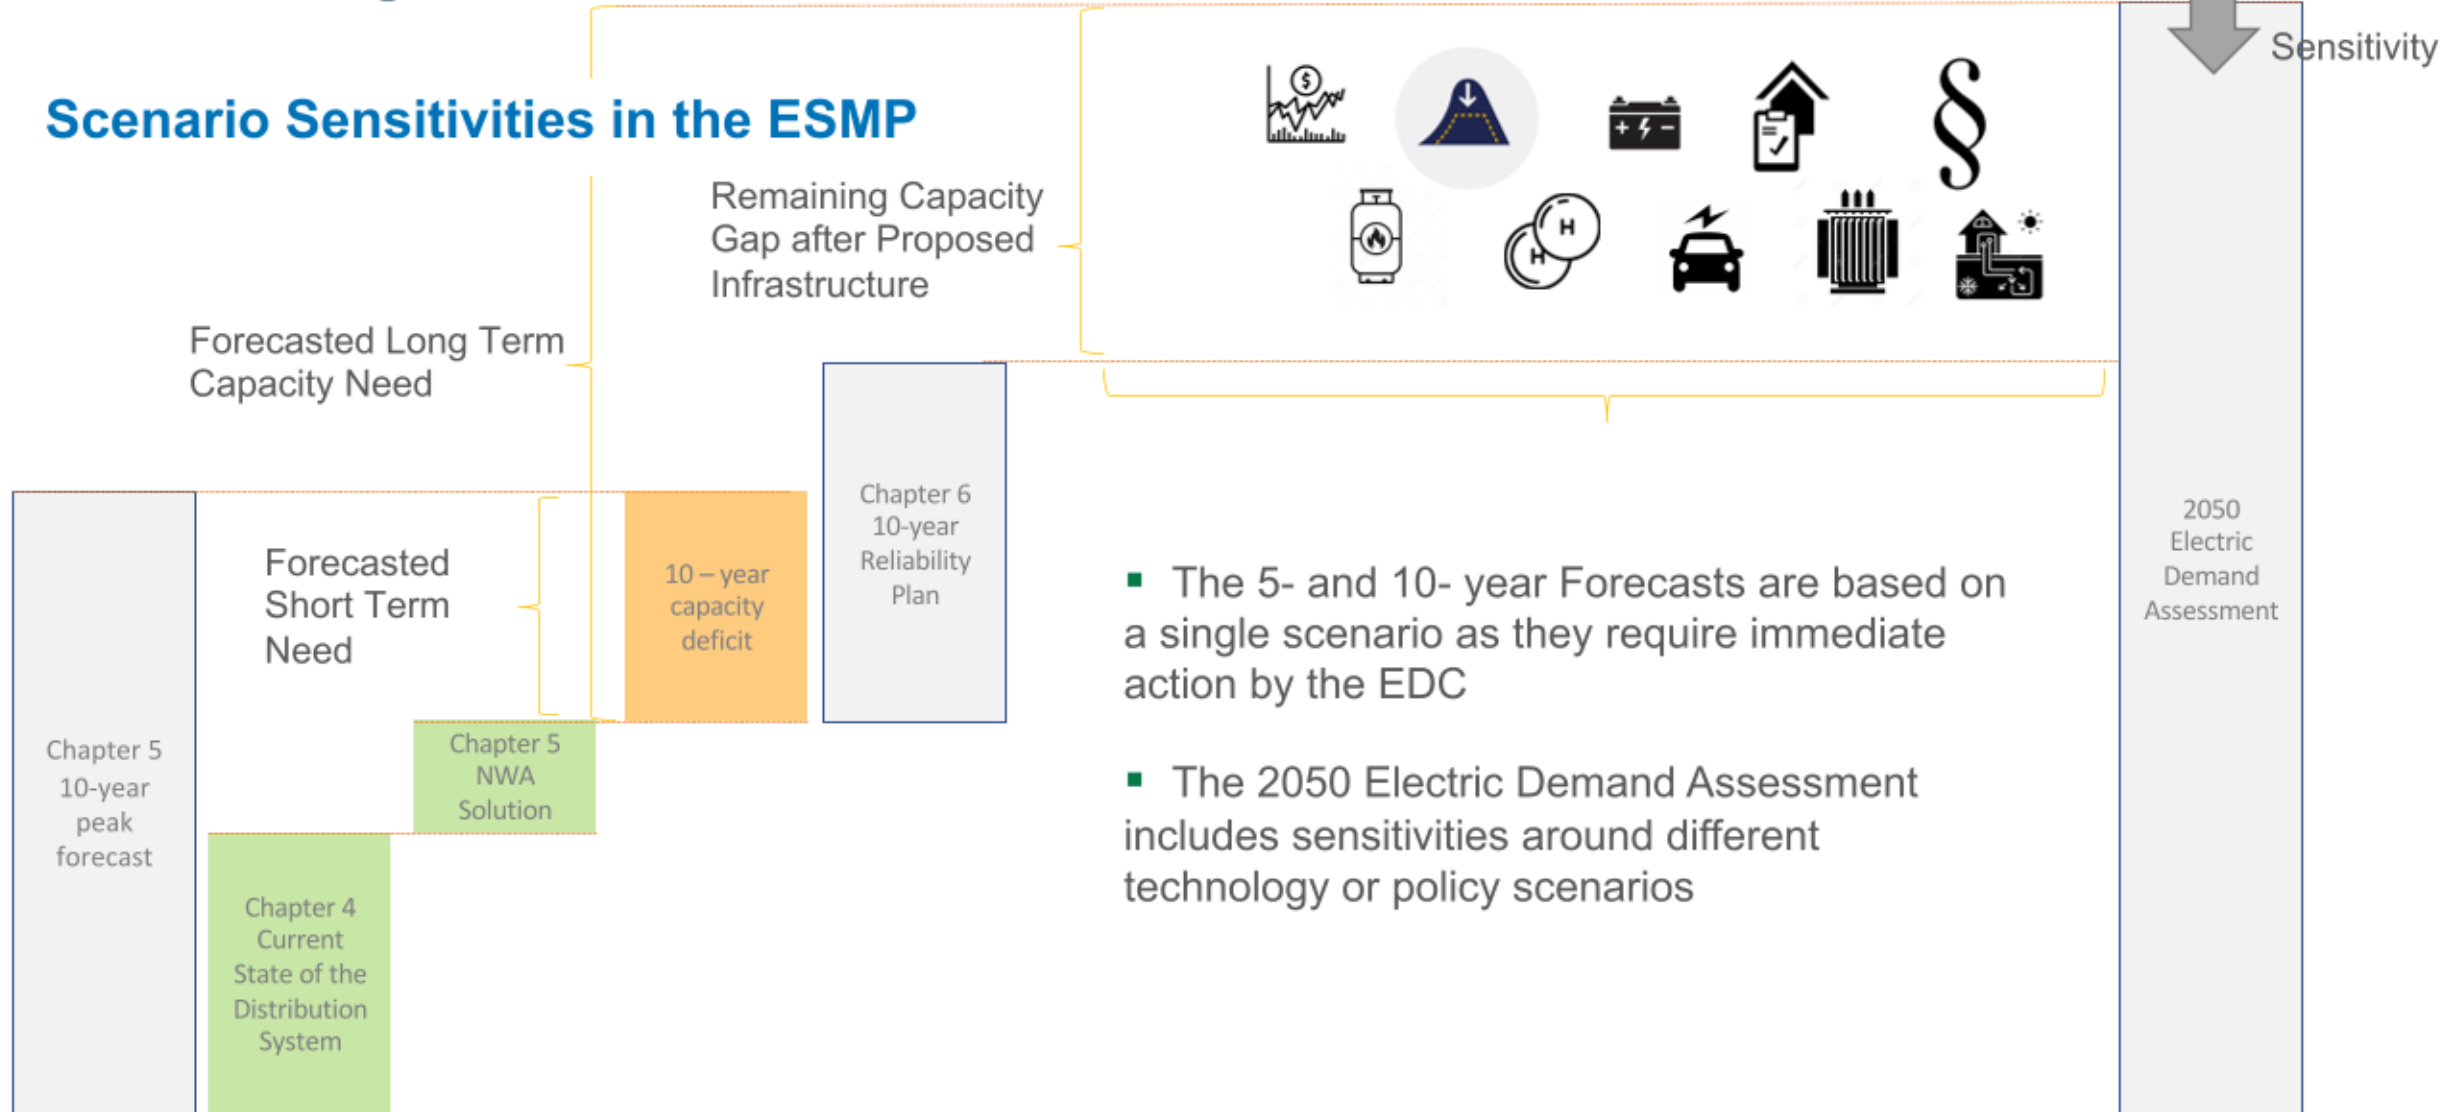 Sensitivity
Scenario Sensitivities in the ESMP
Remaining Capacity
Gap after Proposed
Infrastructure
Forecasted Long Term
Capacity Need
Forecasted
Short Term
Need
10 – year
capacity
deficit
Chapter 6
10-year
Reliability
Plan
2050
Electric
Demand
Assessment
Chapter 5
10-year
peak
forecast
Chapter 5
NWA
Solution
Chapter 4
Current
State of the
Distribution
System
▪ The 5- and 10- year Forecasts are based on
a single scenario as they require immediate
action by the EDC
▪ The 2050 Electric Demand Assessment
includes sensitivities around different
technology or policy scenarios
$
§
H
H